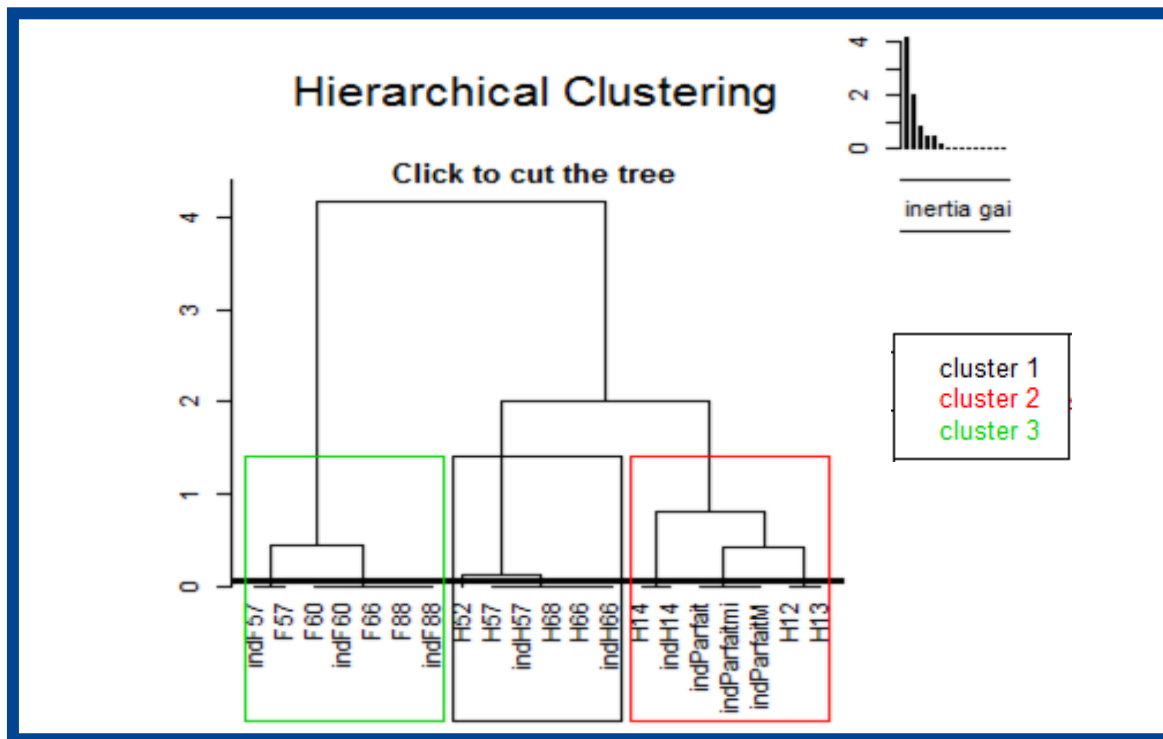 Hierarchical Clustering
Click to cut the tree
4
2
0
inertia gai
4
3
2
1
0
cluster 1
cluster 2
cluster 3
indF57
F57
F60
indF60
F66
F88
indF88
H52
H57
indH57
H68
H66
indH66
H14
indH14
indParfait
indParfaitmi
indParfaitM
H12
H13